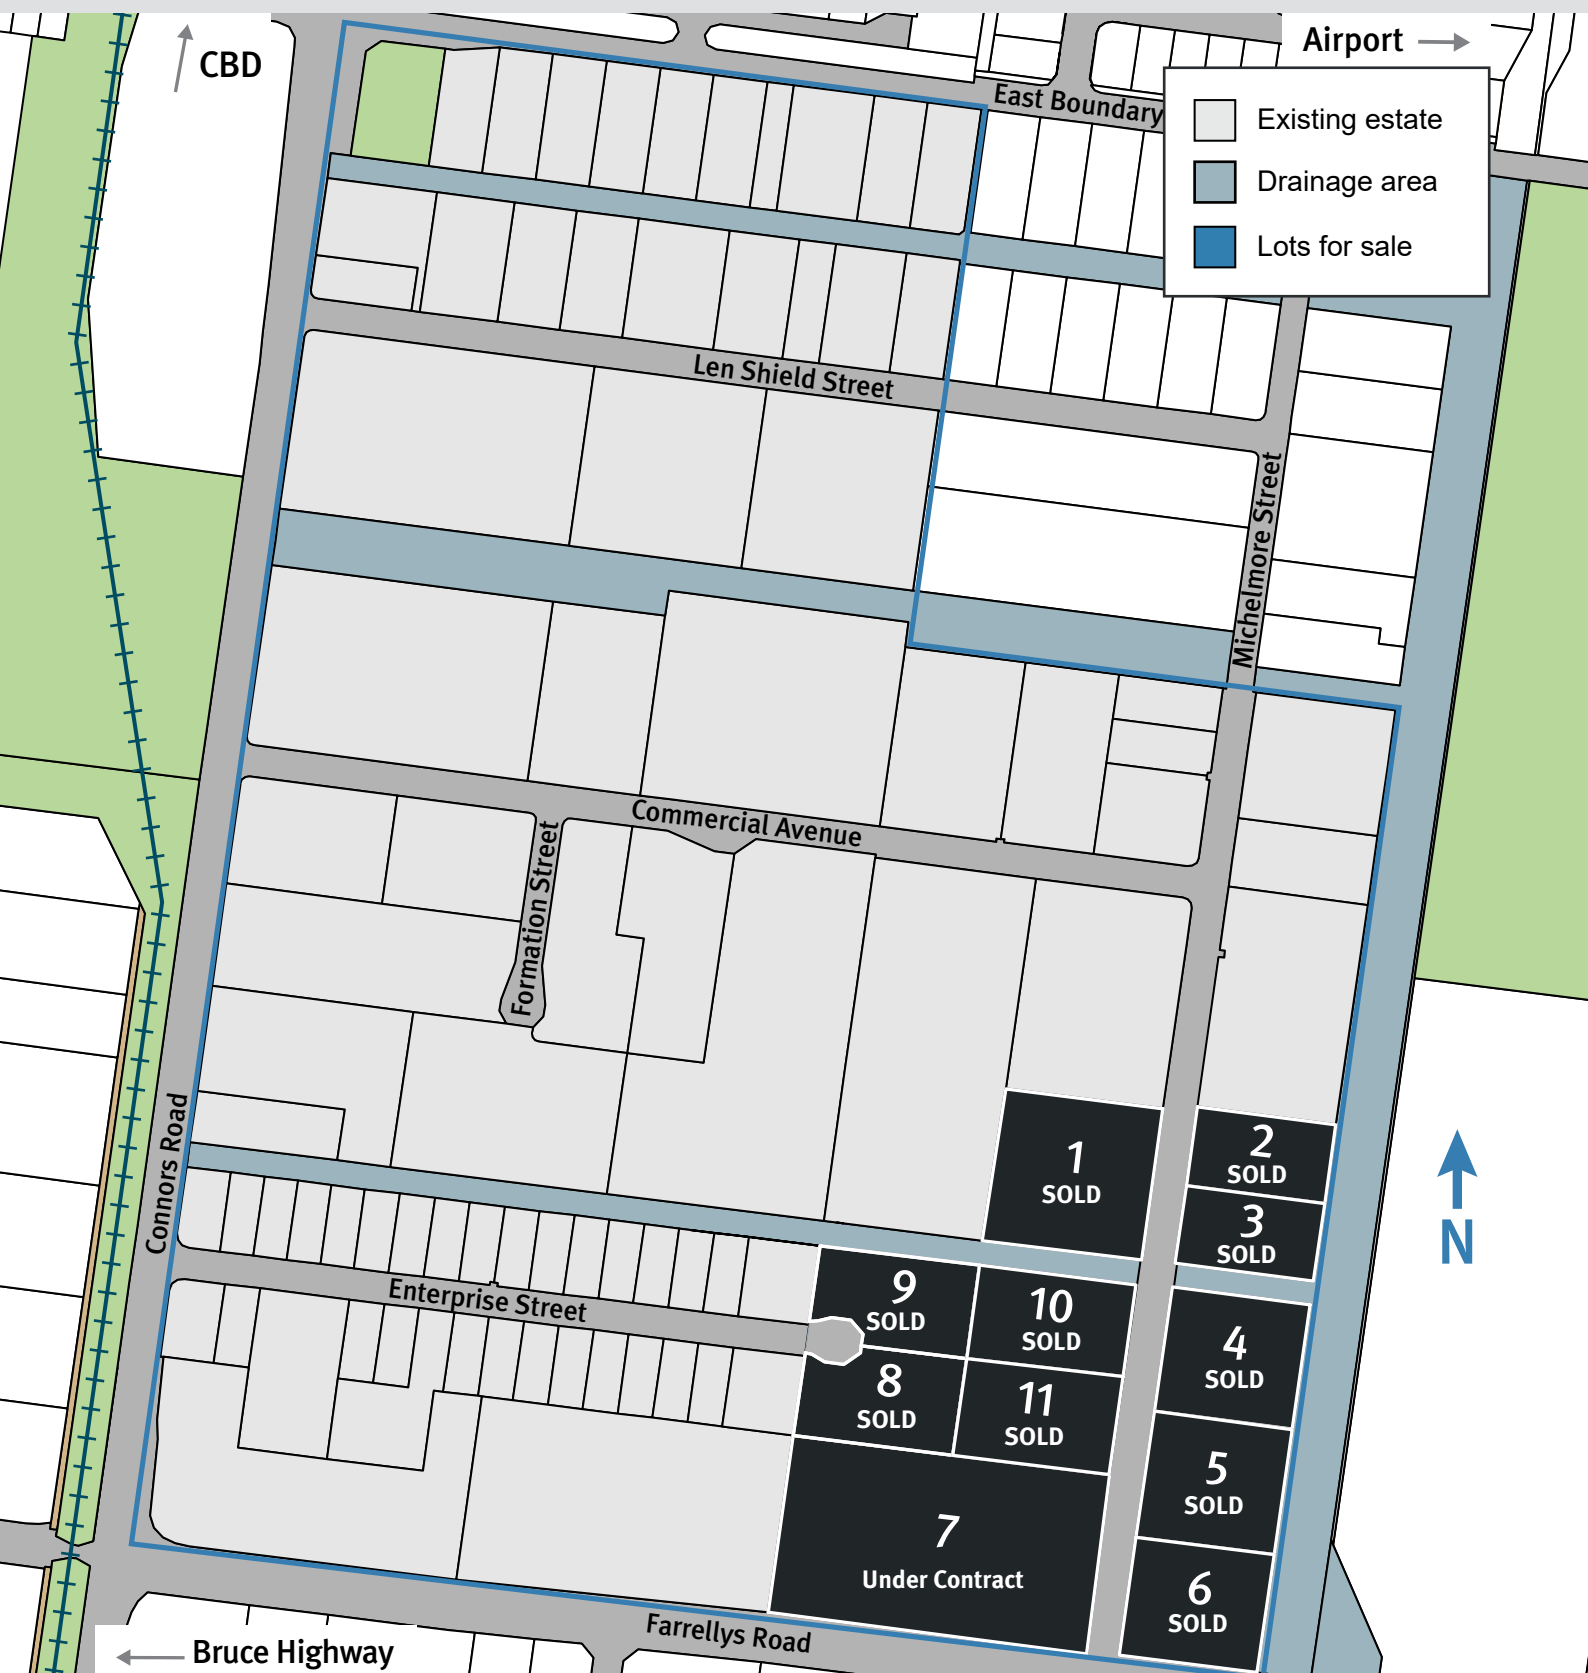 CBD
Airport
East Boundary
Existing estate
Drainage area
Lots for sale
Len Shield Street
Michelmore Street
Commercial Avenue
Formation Street
Connors Road
1
SOLD
2
SOLD
3
SOLD
N
Enterprise Street
9
SOLD
10
SOLD
4
SOLD
8
SOLD
11
SOLD
5
SOLD
7
Under Contract
6
SOLD
Farrellys Road
Bruce Highway